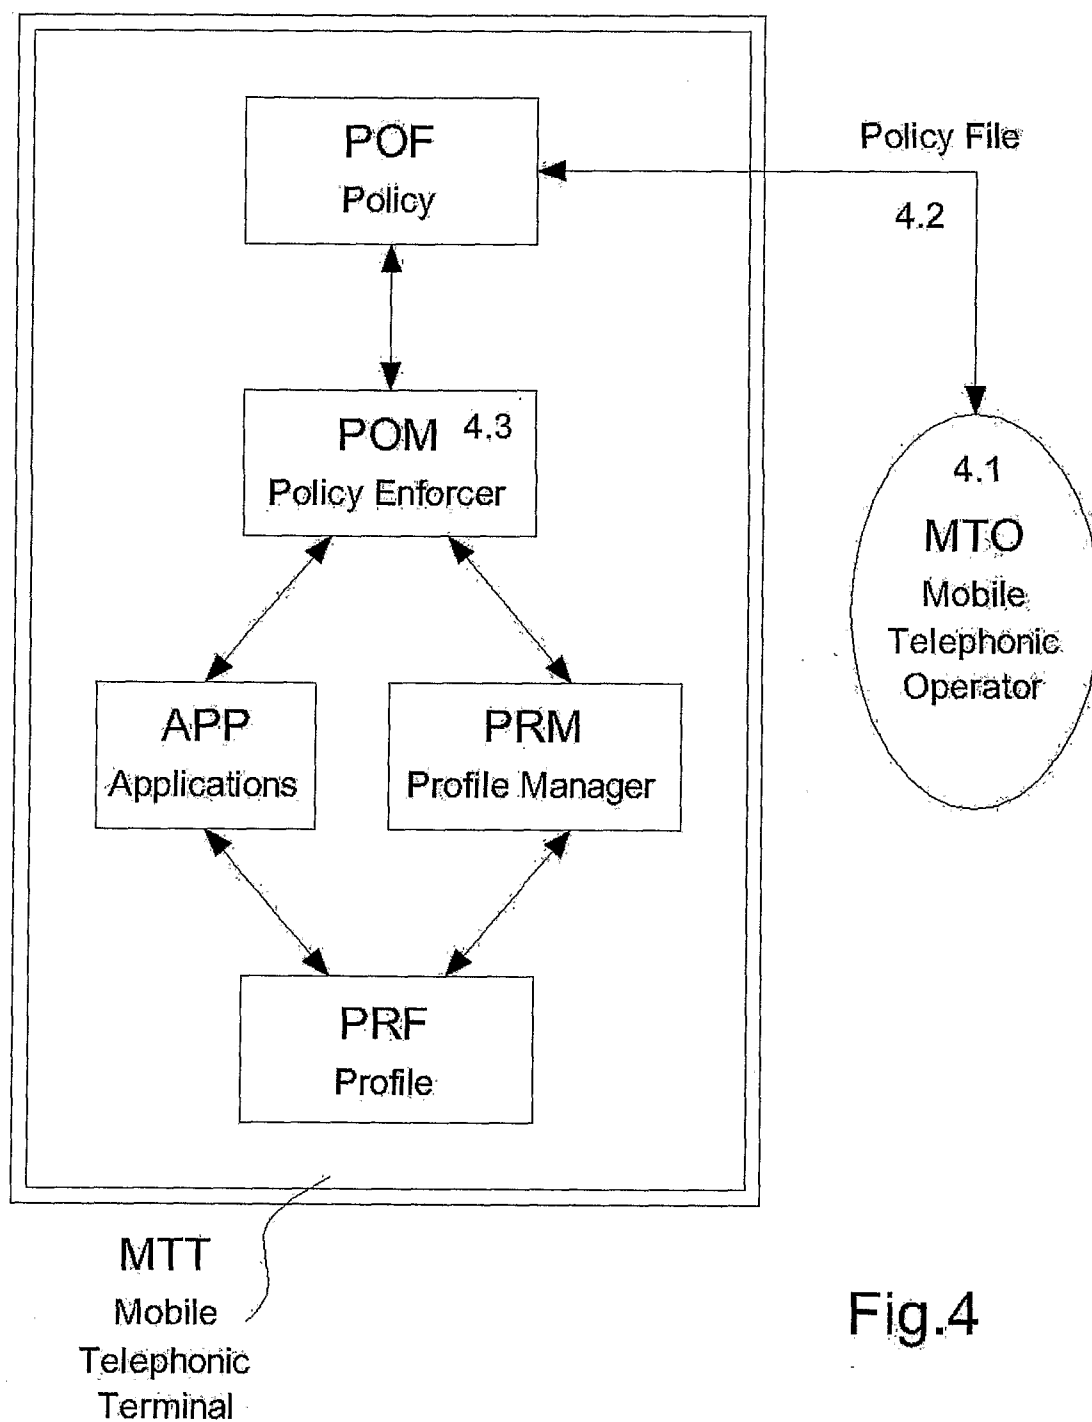 POF
Policy
Policy File
4.2
POM 4.3
Policy Enforcer
4.1
MTO
Mobile
Telephonic
Operator
APP
Applications
PRM
Profile Manager
PRF
Profile
MTT
Mobile
Telephonic
Terminal
Fig.4